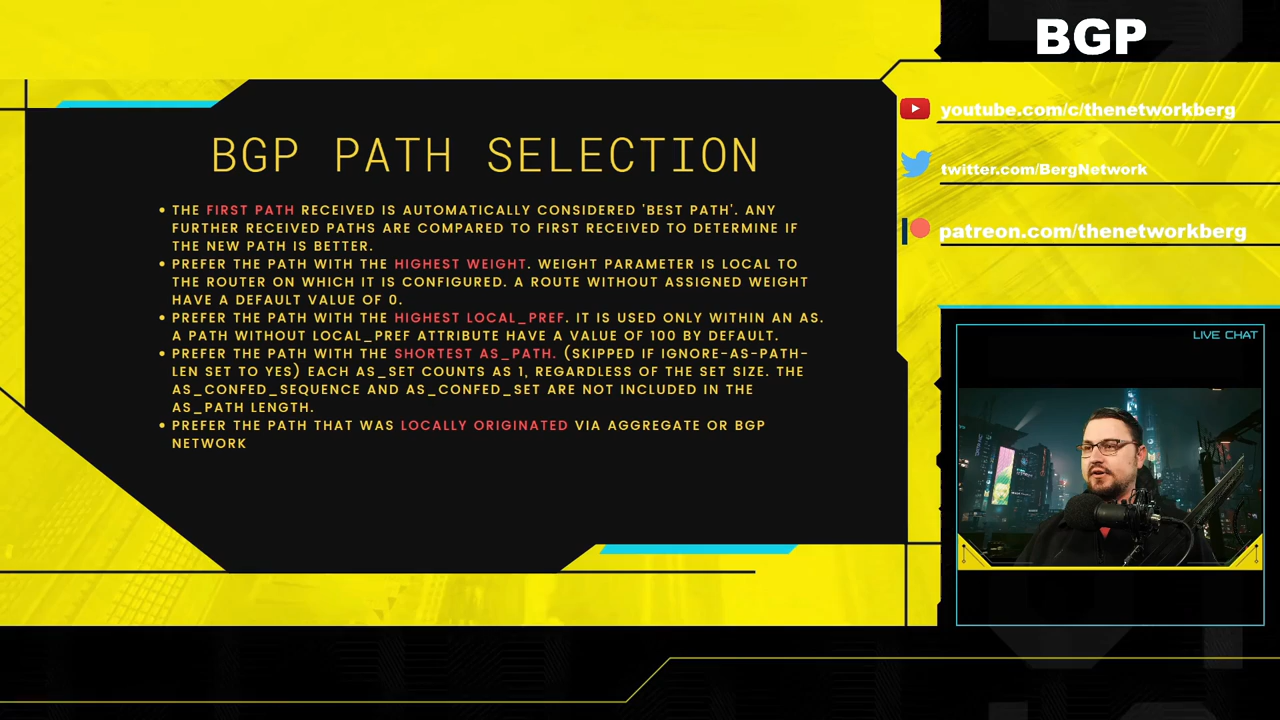 BGP
BGP PATH SELECTION
• THE FIRST PATH RECEIVED IS AUTOMATICALLY CONSIDERED 'BEST PATH'. ANY
FURTHER RECEIVED PATHS ARE COMPARED TO FIRST RECEIVED TO DETERMINE IF
THE NEW PATH IS BETTER.
• PREFER THE PATH WITH THE HIGHEST WEIGHT. WEIGHT PARAMETER IS LOCAL TO
THE ROUTER ON WHICH IT IS CONFIGURED. A ROUTE WITHOUT ASSIGNED WEIGHT
HAVE A DEFAULT VALUE OF 0.
• PREFER THE PATH WITH THE HIGHEST LOCAL_PREF. IT IS USED ONLY WITHIN AN AS.
A PATH WITHOUT LOCAL_PREF ATTRIBUTE HAVE A VALUE OF 100 BY DEFAULT.
• PREFER THE PATH WITH THE SHORTEST AS_PATH. (SKIPPED IF IGNORE-AS-PATH-
LEN SET TO YES) EACH AS_SET COUNTS AS 1, REGARDLESS OF THE SET SIZE. THE
AS_CONFED_SEQUENCE AND AS_CONFED_SET ARE NOT INCLUDED IN THE
AS_PATH LENGTH.
• PREFER THE PATH THAT WAS LOCALLY ORIGINATED VIA AGGREGATE OR BGP
NETWORK
youtube.com/c/thenetworkberg
twitter.com/BergNetwork
patreon.com/thenetworkberg
LIVE CHAT